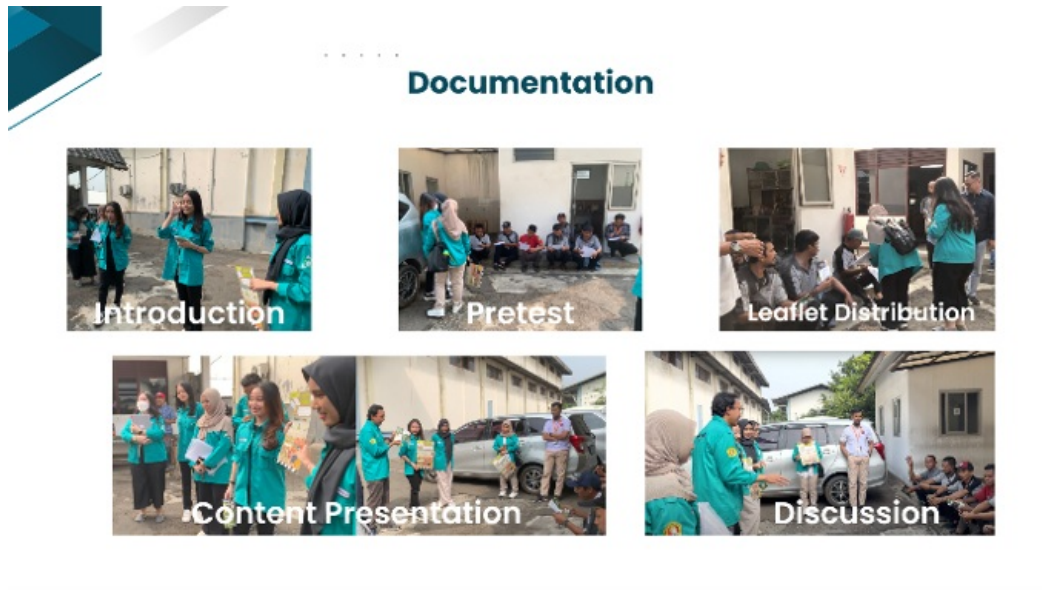 Documentation
Introduction
Pretest
Leaflet Distribution
Content Presentation
Discussion